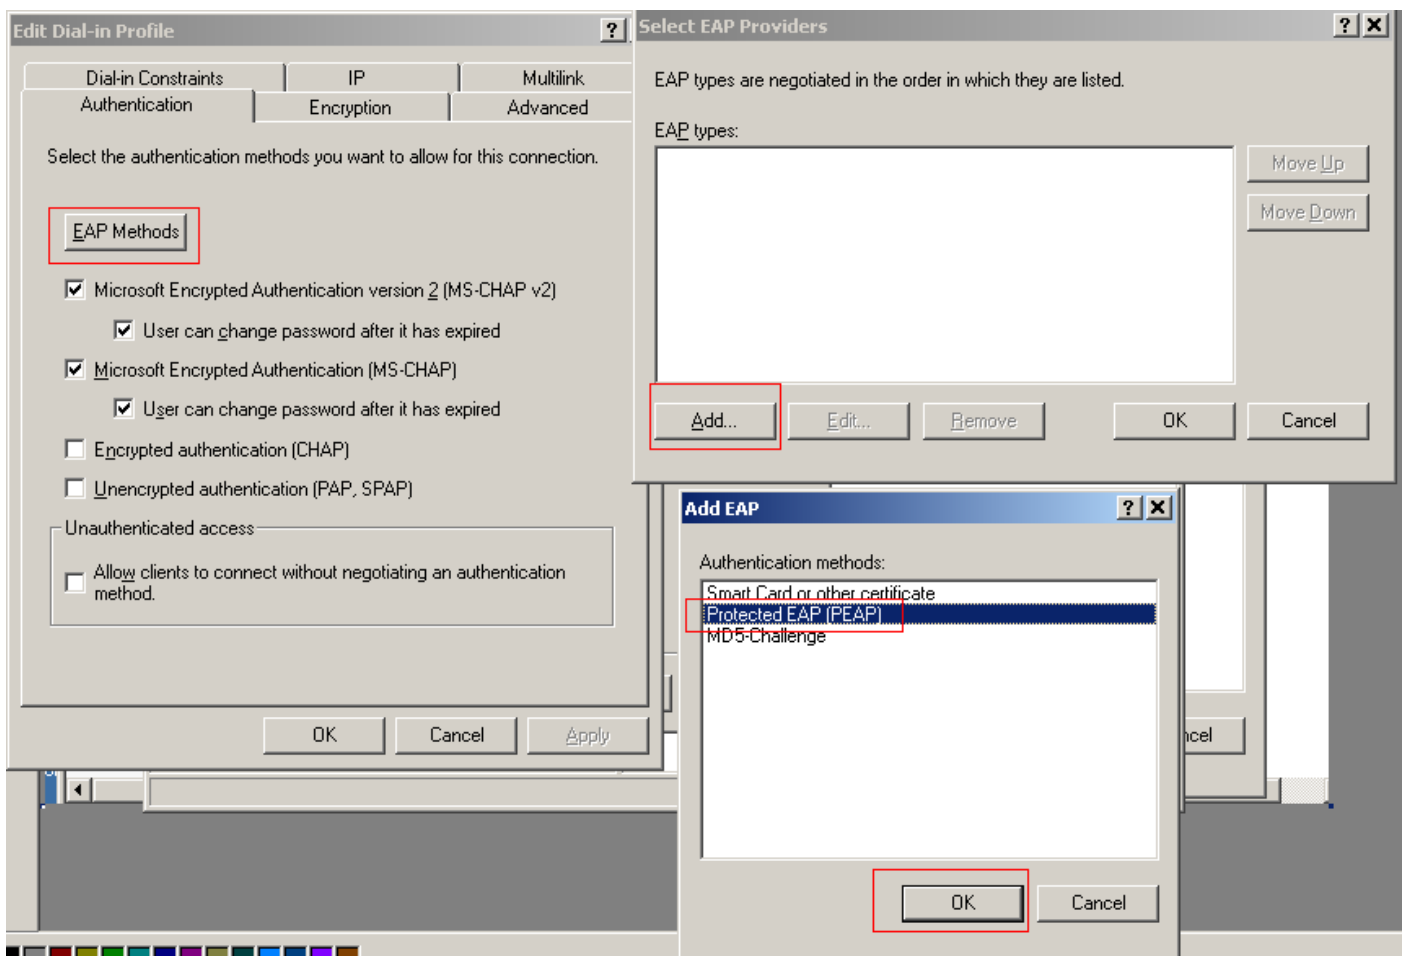 Edit Dial-in Profile
Dial-in Constraints
IP
Multilink
Authentication
Encryption
Advanced
Select the authentication methods you want to allow for this connection.
EAP Methods
Microsoft Encrypted Authentication version 2 (MS-CHAP v2)
User can change password after it has expired
Microsoft Encrypted Authentication (MS-CHAP)
User can change password after it has expired
Encrypted authentication (CHAP)
Unencrypted authentication (PAP, SPAP)
Unauthenticated access
Allow clients to connect without negotiating an authentication
method.
OK
Cancel
Apply
Select EAP Providers
EAP types are negotiated in the order in which they are listed.
EAP types:
Move Up
Move Down
Add...
Edit...
Remove
OK
Cancel
Add EAP
Authentication methods:
Smart Card or other certificate
Protected EAP (PEAP)
MD5-Challenge
OK
Cancel
ncel